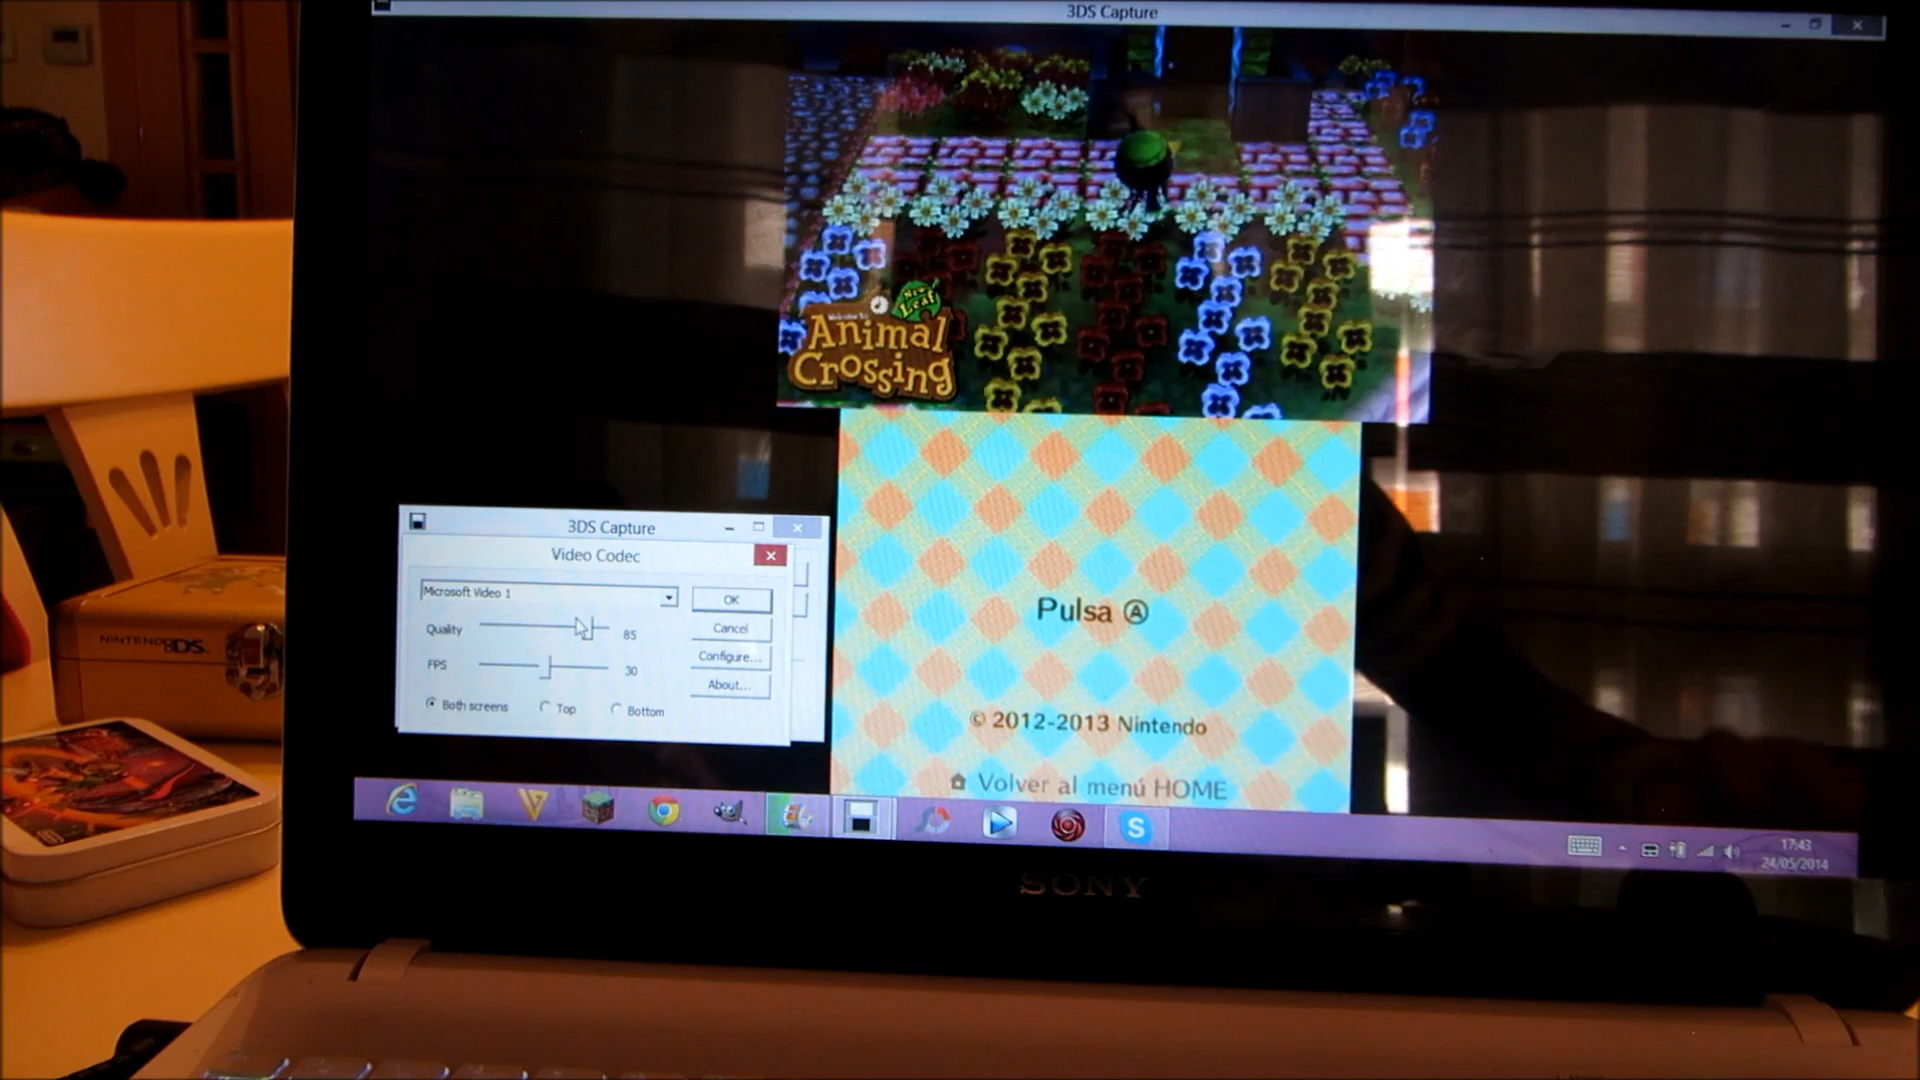 3DS Capture
Welcome to
New
Leaf
Animal
Crossing
3DS Capture
Video Codec
Microsoft Video 1
OK
Quality
85
Cancel
FPS
30
Configure...
About...
Both screens
Top
Bottom
Pulsa Ⓐ
© 2012-2013 Nintendo
Volver al menú HOME
NINTENDO DS
S
17:43
24/05/2014
SONY